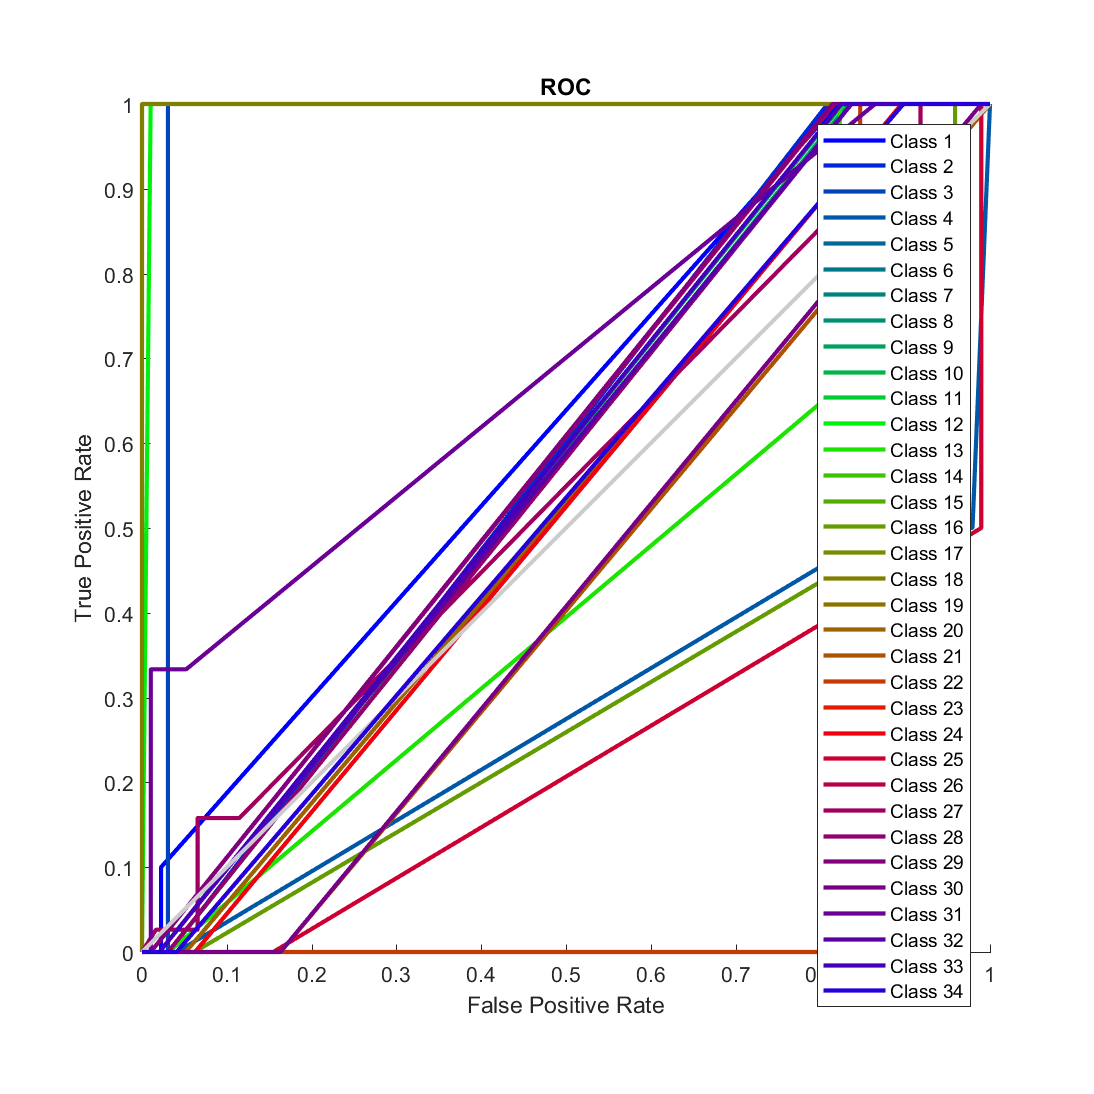 ROC
1
0.9
0.8
0.7
0.6
0.5
0.4
0.3
0.2
0.1
0
True Positive Rate
0 0.1 0.2 0.3 0.4 0.5 0.6 0.7 1
False Positive Rate
Class 1
Class 2
Class 3
Class 4
Class 5
Class 6
Class 7
Class 8
Class 9
Class 10
Class 11
Class 12
Class 13
Class 14
Class 15
Class 16
Class 17
Class 18
Class 19
Class 20
Class 21
Class 22
Class 23
Class 24
Class 25
Class 26
Class 27
Class 28
Class 29
Class 30
Class 31
Class 32
Class 33
Class 34